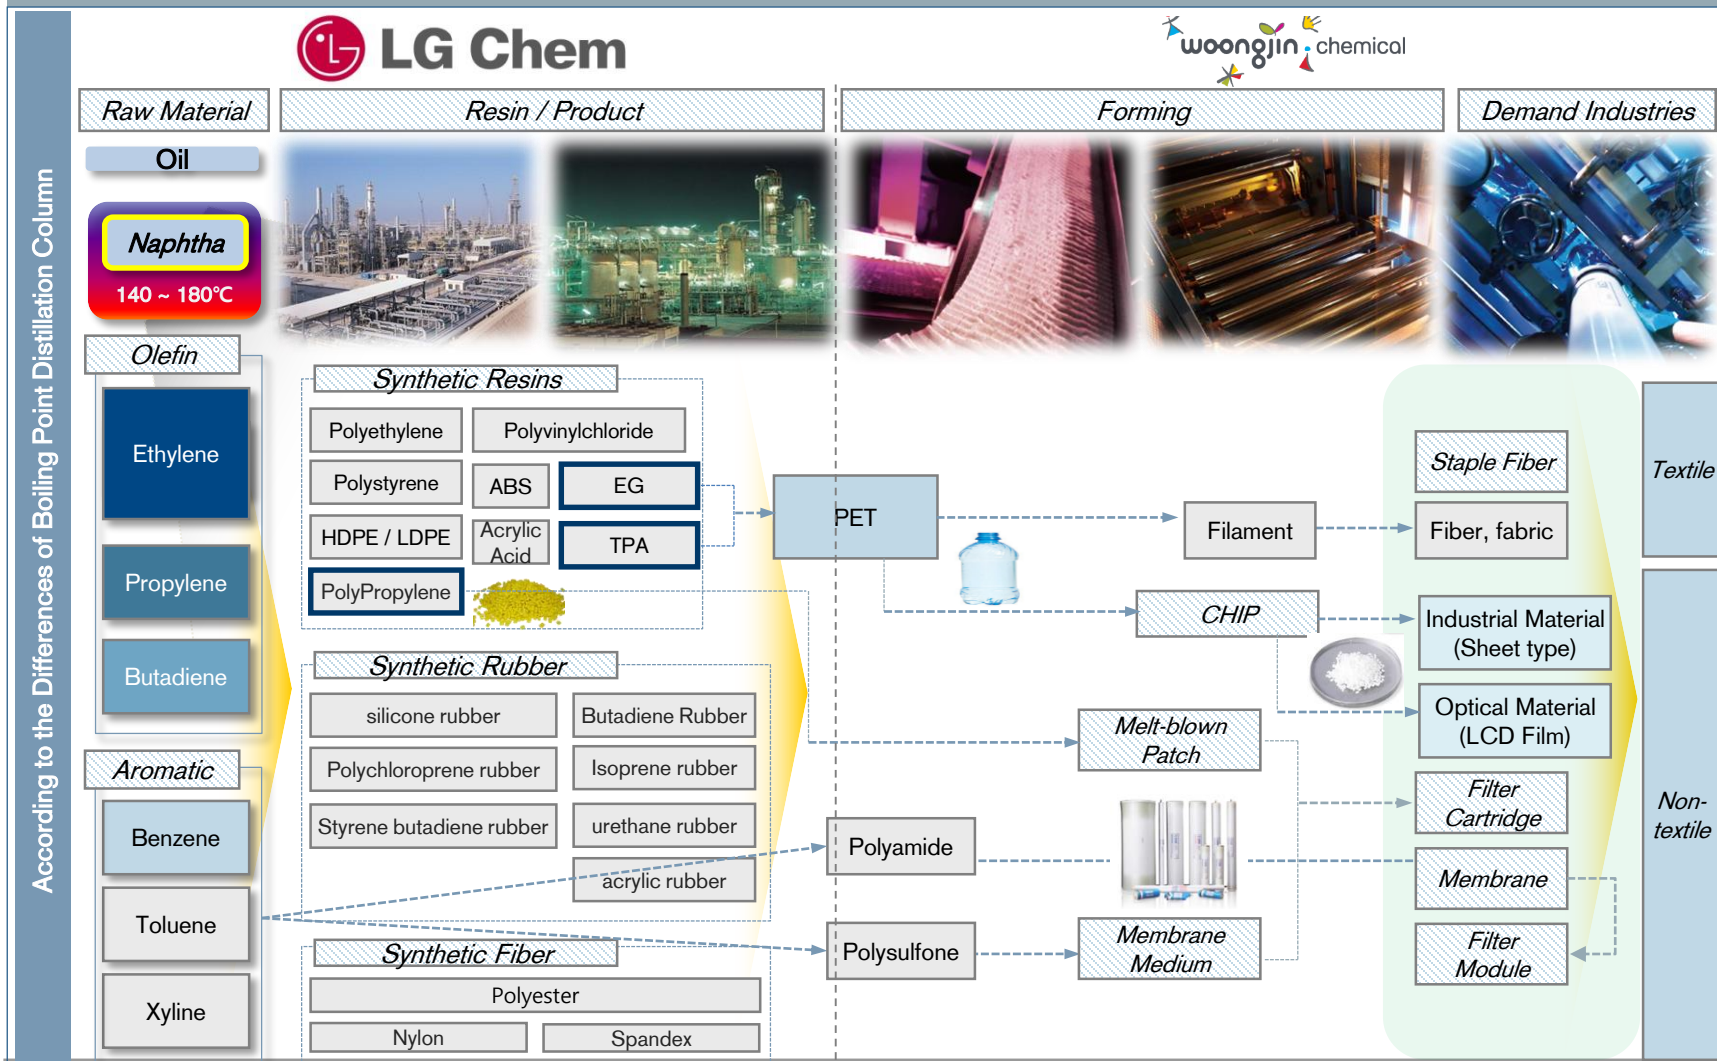 LG Chem
woongjin chemical
Raw Material
Resin / Product
Forming
Demand Industries
According to the Differences of Boiling Point Distillation Column
Oil
Naphtha
140 ~ 180℃
Olefin
Ethylene
Propylene
Butadiene
Aromatic
Benzene
Toluene
Xyline
Synthetic Resins
Polyethylene
Polyvinylchloride
Polystyrene
ABS
EG
HDPE / LDPE
Acrylic
Acid
TPA
PolyPropylene
Synthetic Rubber
silicone rubber
Butadiene Rubber
Polychloroprene rubber
Isoprene rubber
Styrene butadiene rubber
urethane rubber
acrylic rubber
Synthetic Fiber
Polyester
Nylon
Spandex
PET
Polyamide
Polysulfone
Filament
CHIP
Melt-blown
Patch
Membrane
Medium
Staple Fiber
Fiber, fabric
Industrial Material
(Sheet type)
Optical Material
(LCD Film)
Filter
Cartridge
Membrane
Filter
Module
Textile
Non-
textile